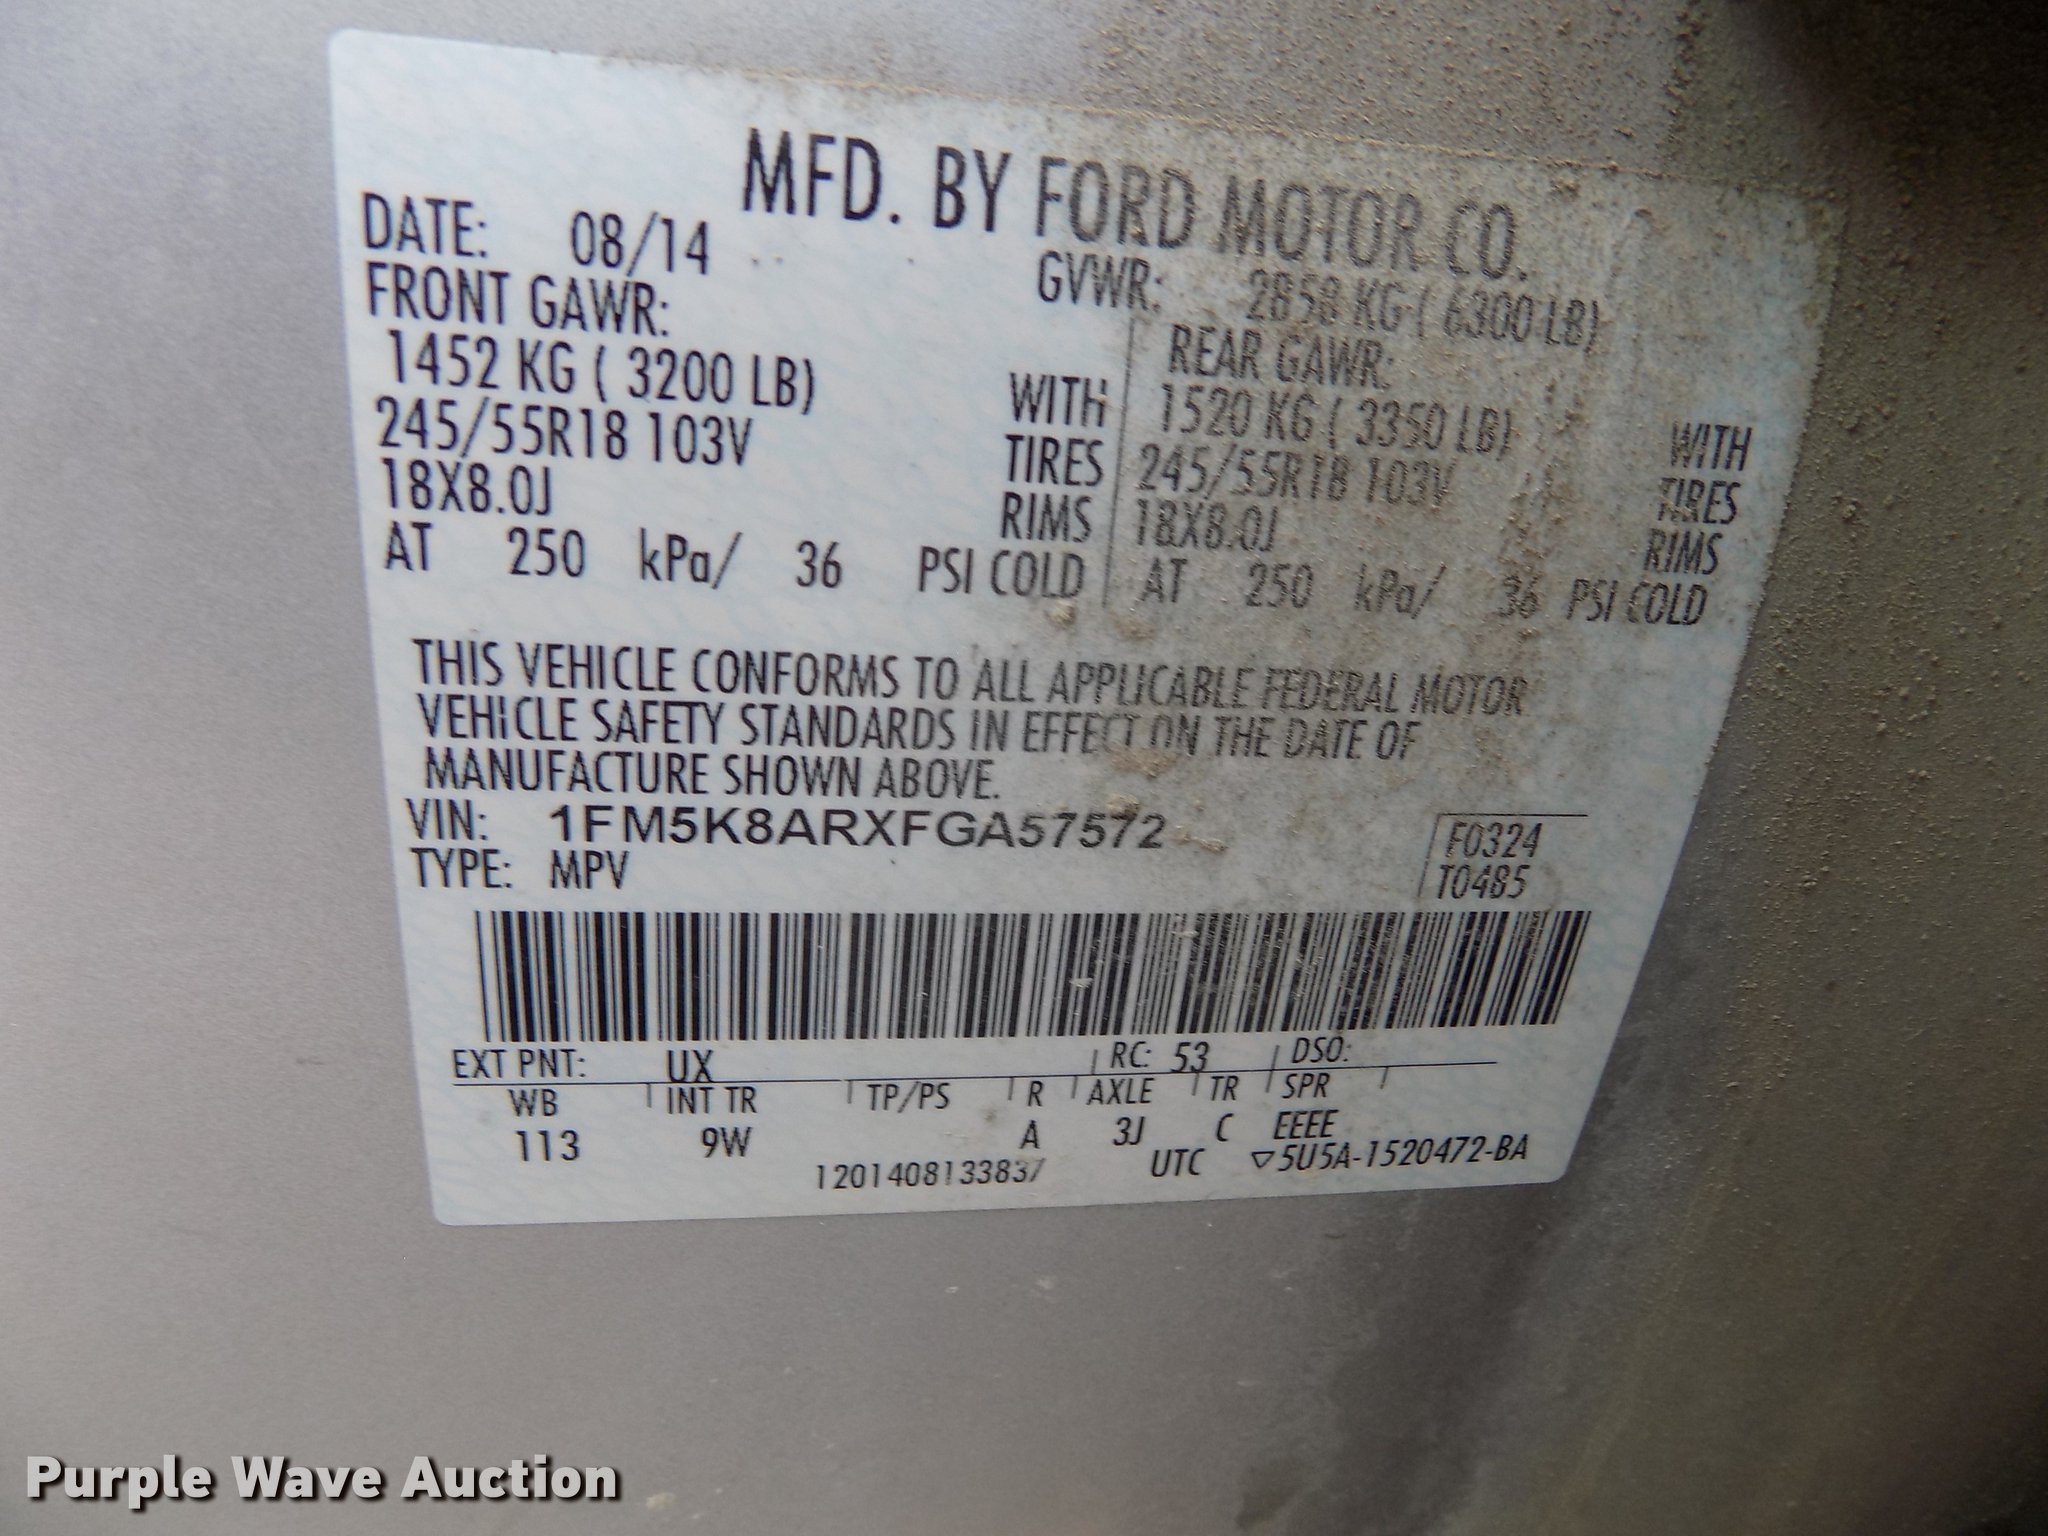 MFD. BY FORD MOTOR CO.
DATE: 08/14 GVWR: 2858 KG ( 6300 LB)
FRONT GAWR: REAR GAWR:
1452 KG ( 3200 LB) WITH 1520 KG ( 3350 LB) WITH
245/55R18 103V TIRES 245/55R18 103V TIRES
18X8.0J RIMS 18X8.0J RIMS
AT 250 kPa/ 36 PSI COLD AT 250 kPa/ 36 PSI COLD
THIS VEHICLE CONFORMS TO ALL APPLICABLE FEDERAL MOTOR
VEHICLE SAFETY STANDARDS IN EFFECT ON THE DATE OF
MANUFACTURE SHOWN ABOVE.
VIN: 1FM5K8ARXFGA57572 F0324
TYPE: MPV T0485
EXT PNT: UX RC: 53 DSO:
WB INT TR TP/PS R AXLE TR SPR
113 9W A 3J C EEEE
1201408133837 UTC ▽5U5A-1520472-BA
Purple Wave Auction